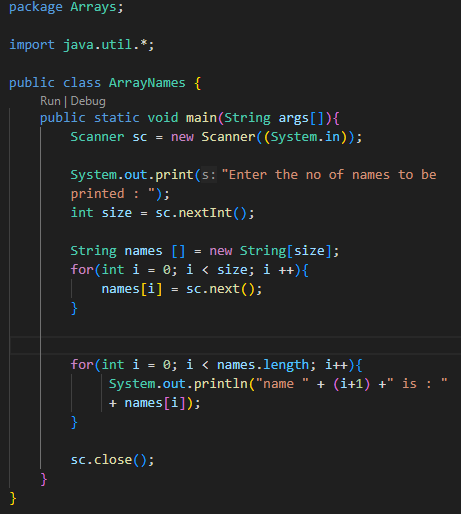 package Arrays;
import java.util.*;
public class ArrayNames {
Run | Debug
public static void main(String args[]){
Scanner sc = new Scanner((System.in));
System.out.print(s: "Enter the no of names to be
printed : ");
int size = sc.nextInt();
String names [] = new String[size];
for(int i = 0; i < size; i ++){
names[i] = sc.next();
}
for(int i = 0; i < names.length; i++){
System.out.println("name " + (i+1) +" is : "
+ names[i]);
}
sc.close();
}
}